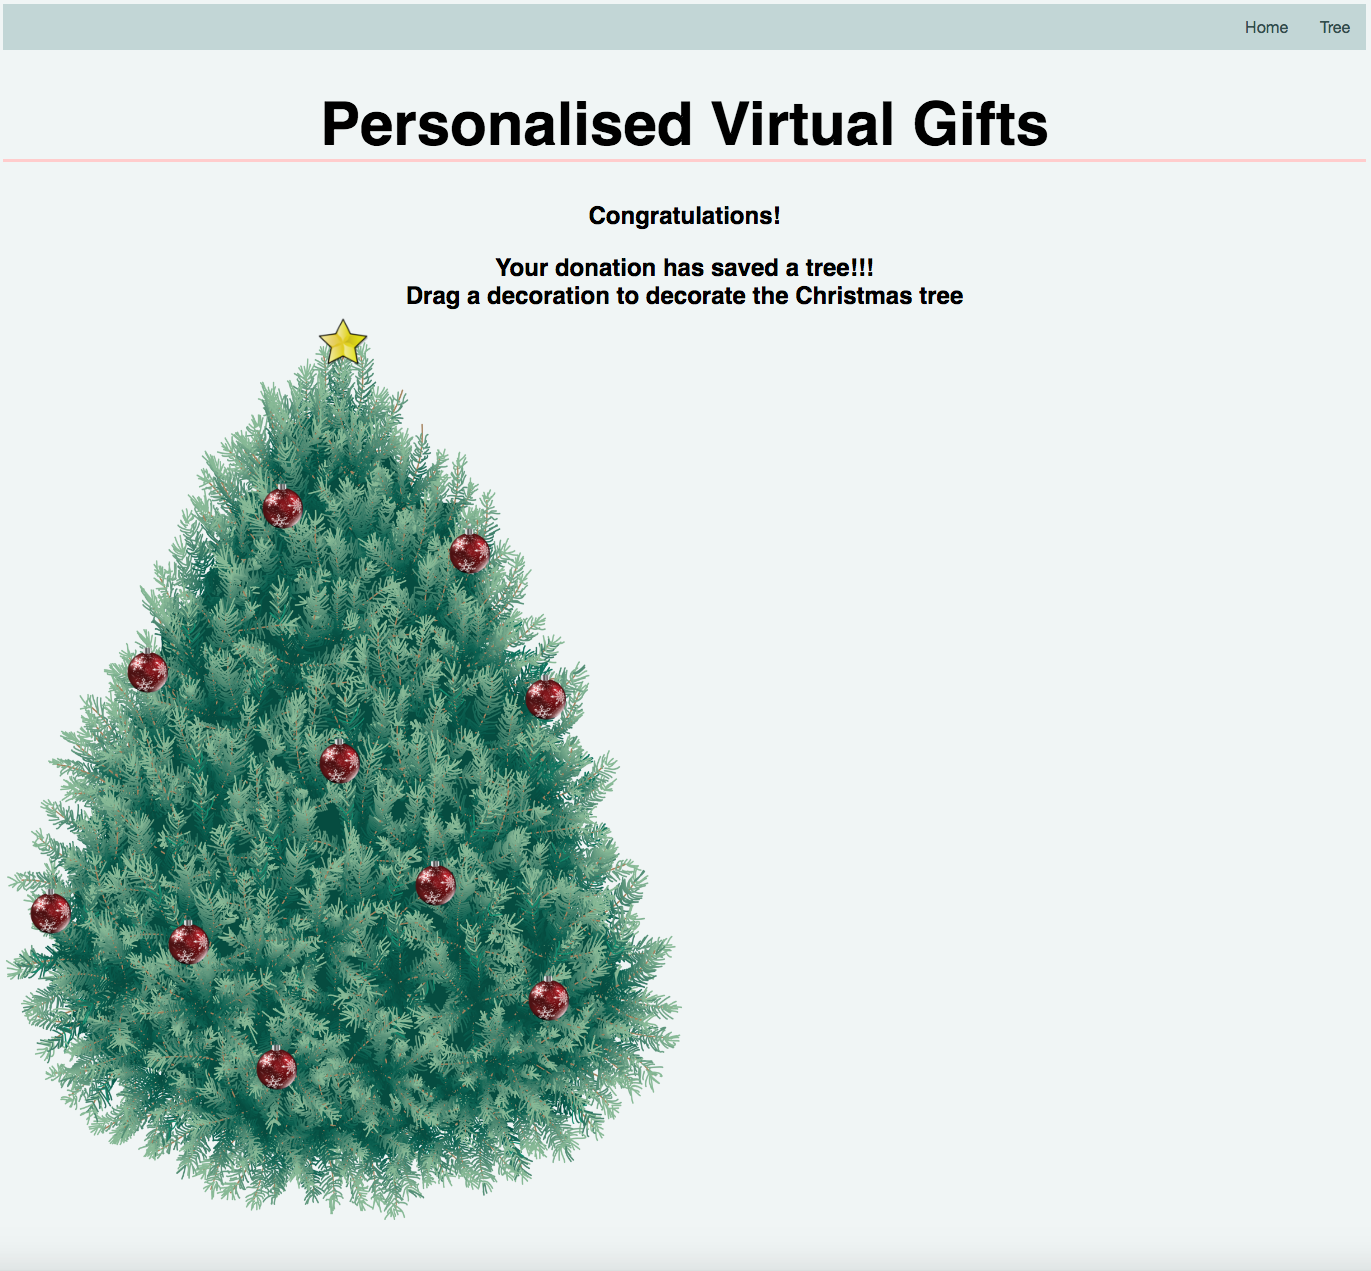 Home Tree
Personalised Virtual Gifts
Congratulations!
Your donation has saved a tree!!!
Drag a decoration to decorate the Christmas tree